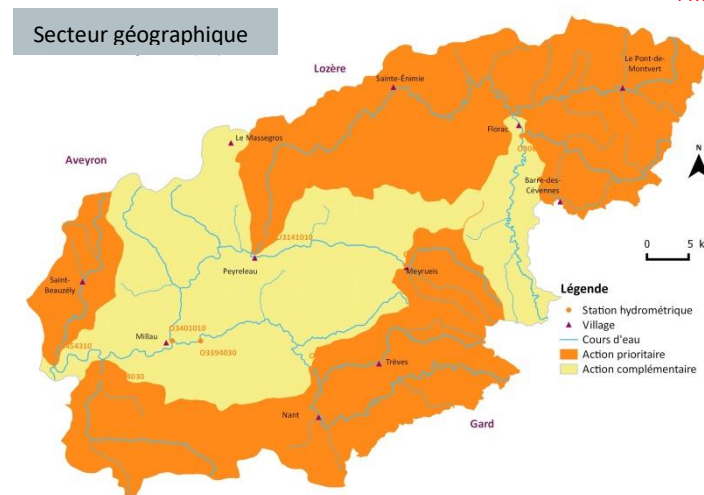 Secteur géographique
Lozère
Sainte-Énimie
Le Pont-de-
Montvert
Florac
Le Massegros
Aveyron
N
Barre-des-
Cévennes
O3141010
0 5 k
Peyreleau
Meyrueis
Saint-
Beauzély
Légende
Station hydrométrique
Village
Cours d'eau
Action prioritaire
Action complémentaire
Millau
O3401010
O3394030
Trèves
Nant
Gard